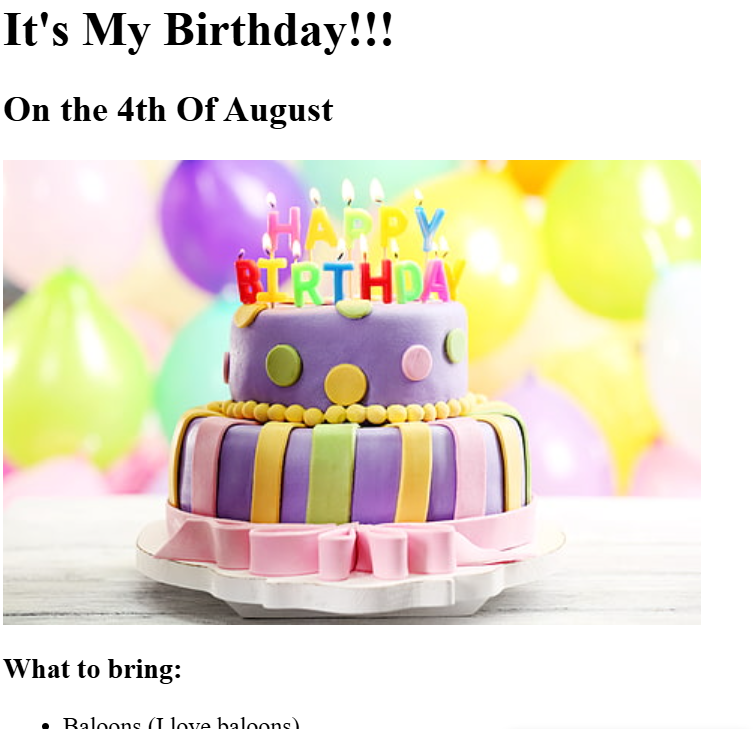 It's My Birthday!!!
On the 4th Of August
HAPPY
BIRTHDAY
What to bring:
• Baloons (I love baloons)